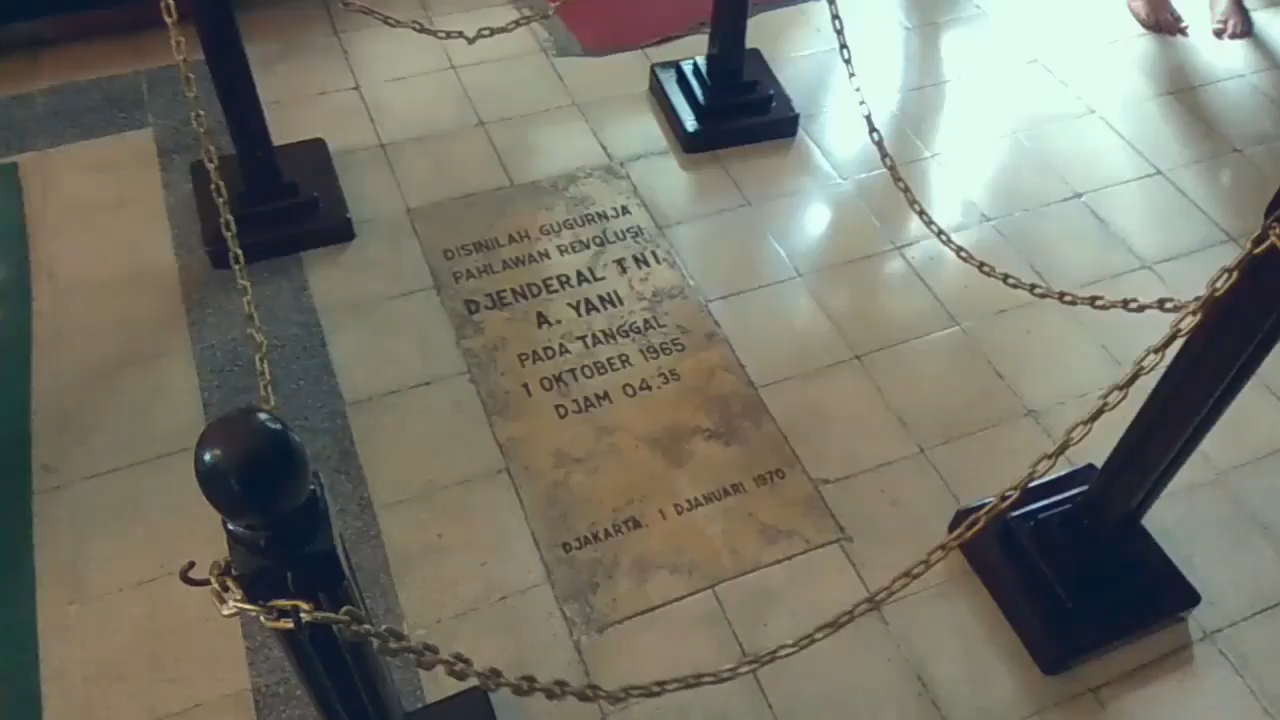 DISINILAH GUGURNJA
PAHLAWAN REVOLUSI
DJENDERAL TNI.
A. YANI
PADA TANGGAL
1 OKTOBER 1965
DJAM 04.35
DJAKARTA. 1 DJANUARI 1970